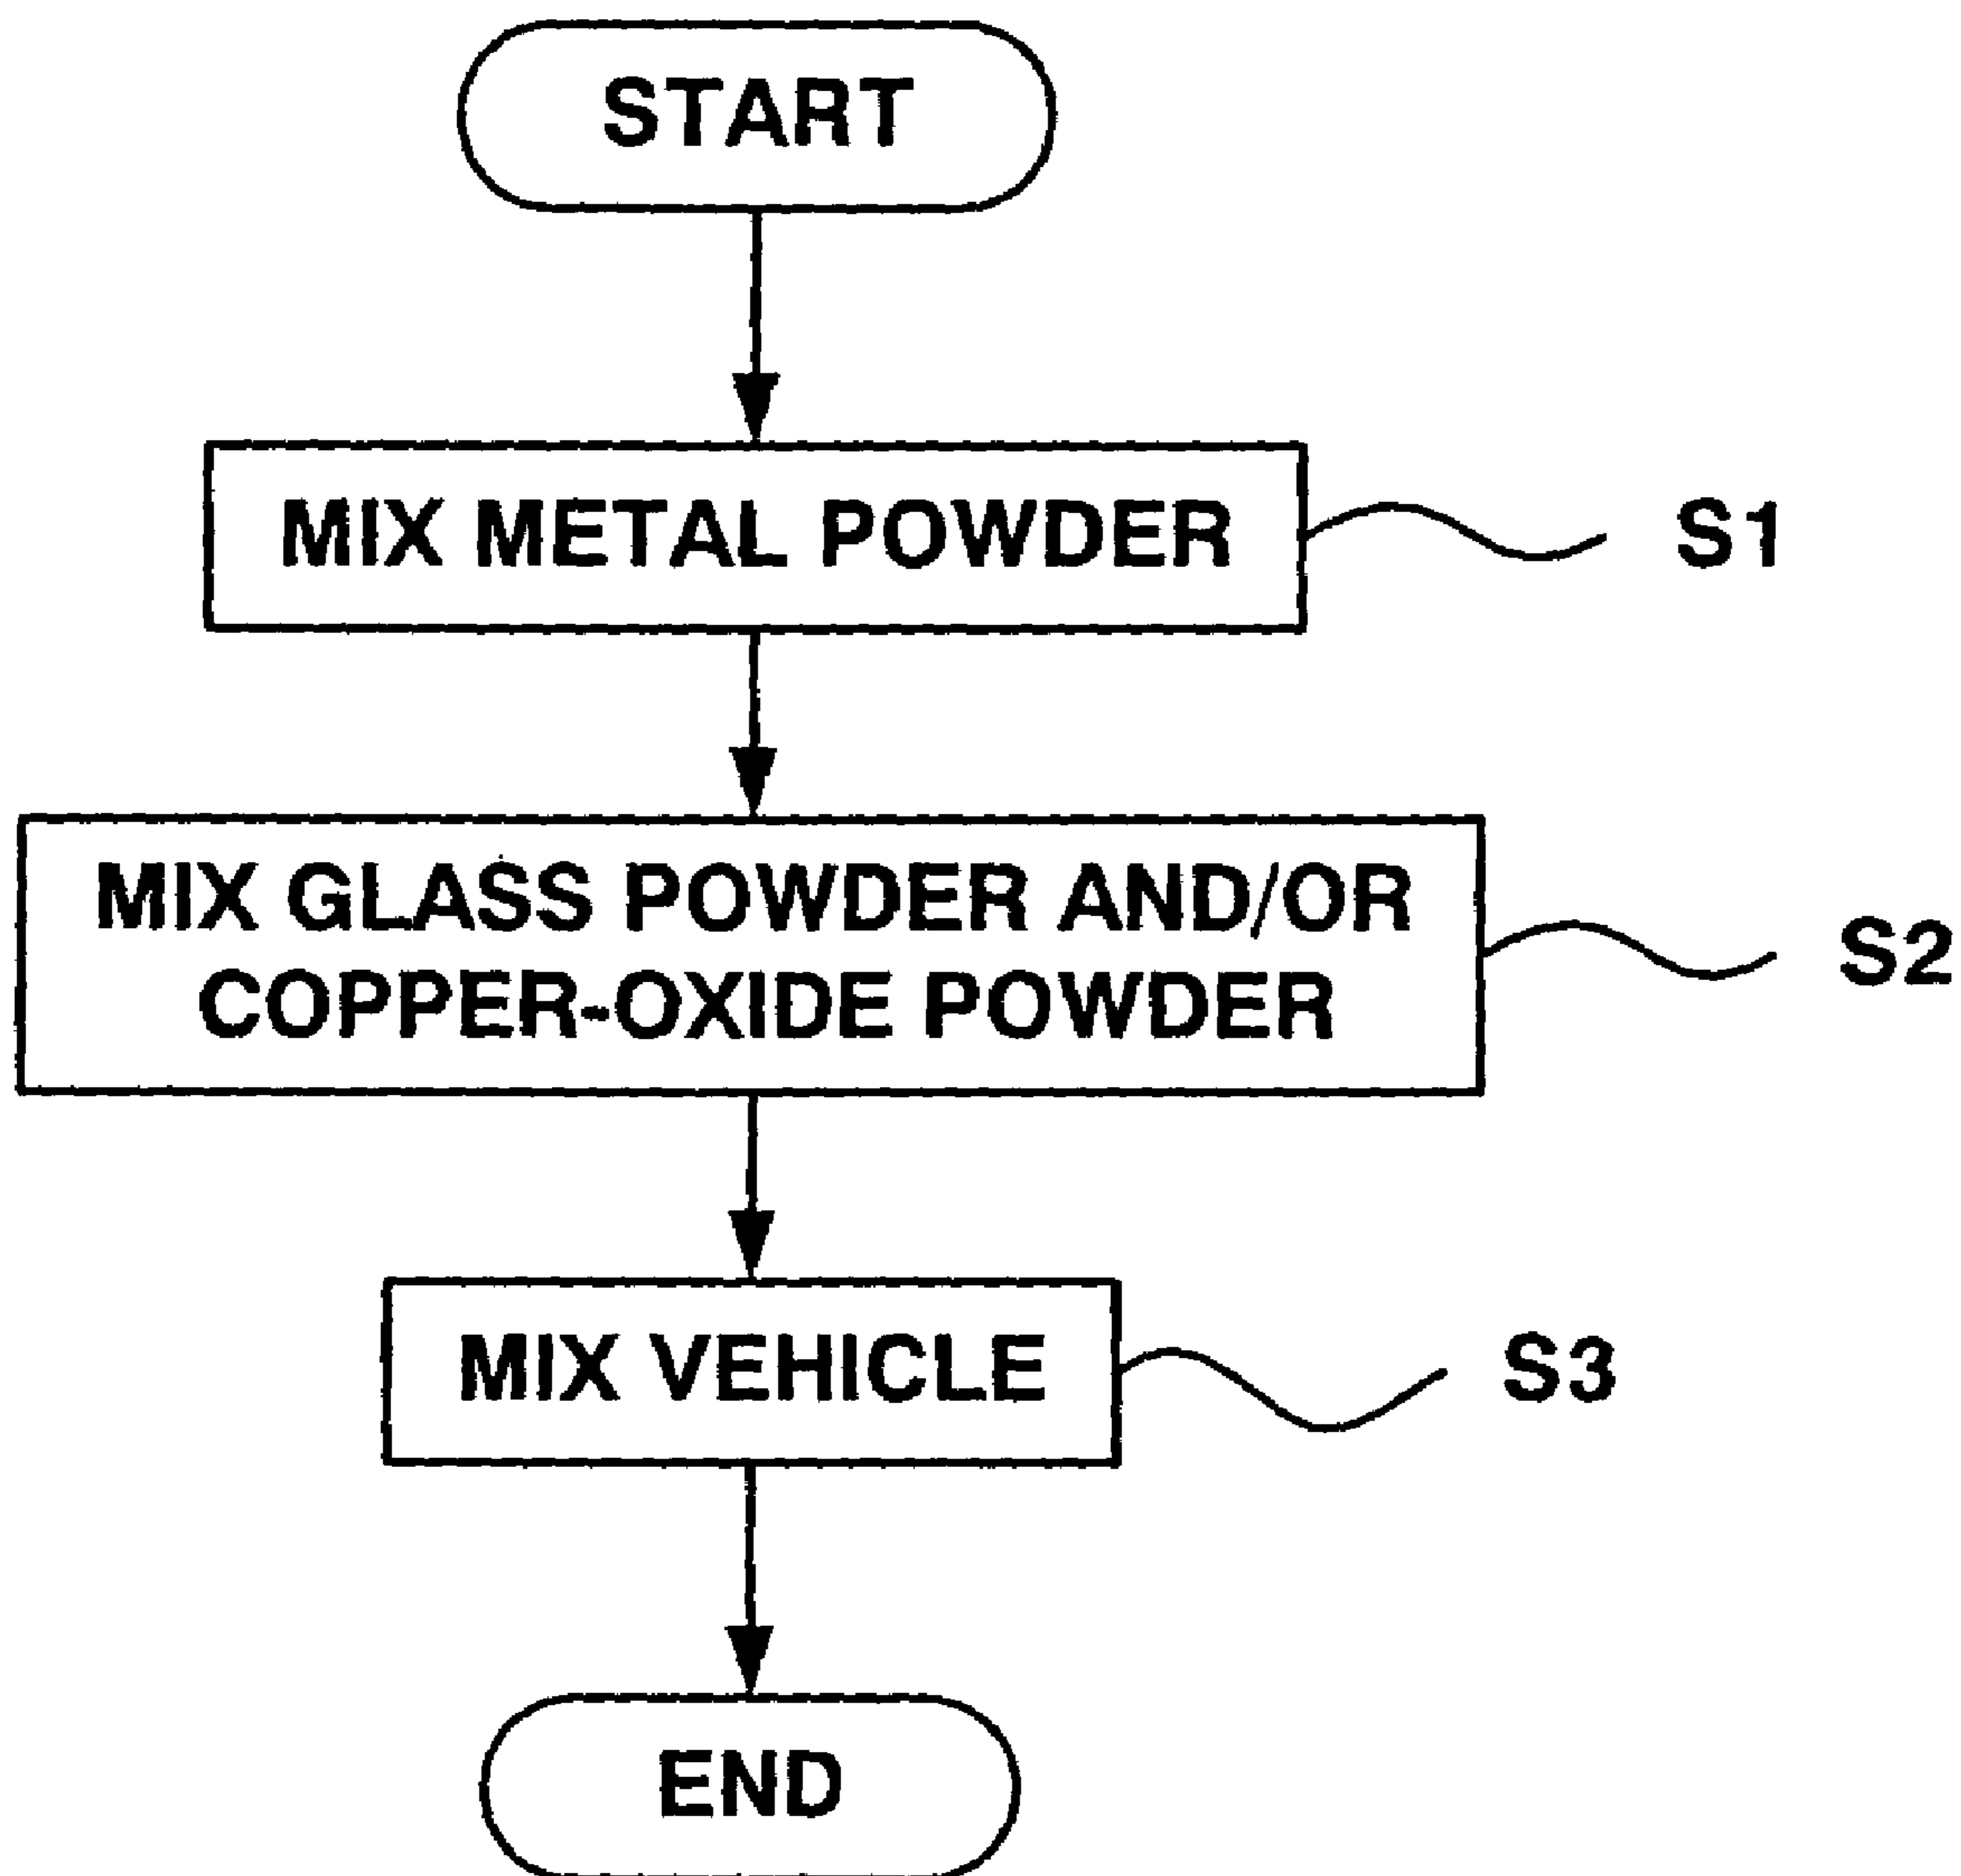 START
MIX METAL POWDER
S1
MIX GLASS POWDER AND/OR
COPPER-OXIDE POWDER
S2
MIX VEHICLE
S3
END